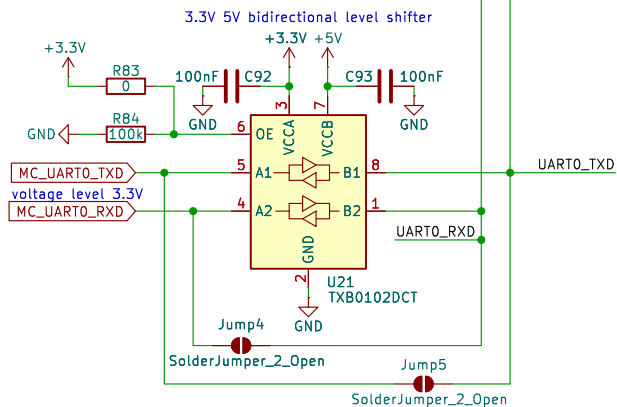 3.3V 5V bidirectional level shifter
+3.3V +5V
+3.3V
R83
0
100nF C92
C93 100nF
GND
GND
R84
100k
GND
3
7
VCCA
VCCB
6 OE
MC_UART0_TXD
5 A1
B1 8
UART0_TXD
voltage level 3.3V
MC_UART0_RXD
4 A2
B2 1
UART0_RXD
GND
2
U21
TXB0102DCT
GND
Jump4
SolderJumper_2_Open
Jump5
SolderJumper_2_Open